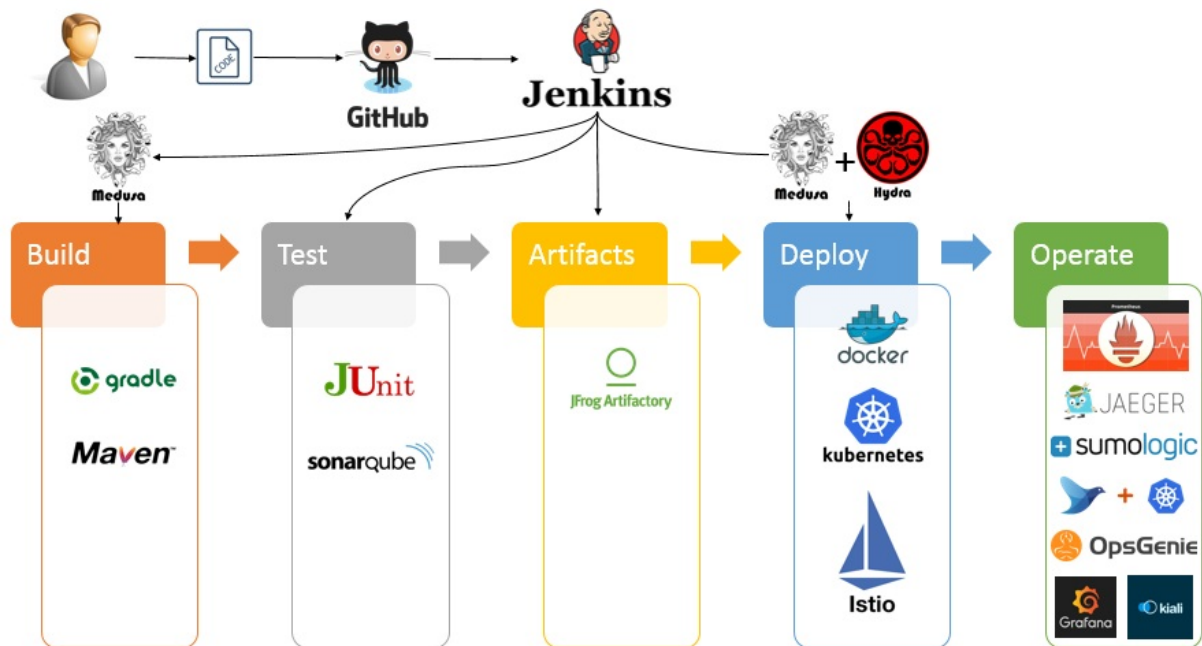 CODE
GitHub
Jenkins
Medusa
Medusa
+
Hydra
Build
Test
Artifacts
Deploy
Operate
gradle
Maven™
JUnit
sonarqube
JFrog Artifactory
docker
kubernetes
Istio
Prometheus
JAEGER
sumologic
+
OpsGenie
Grafana
kiali